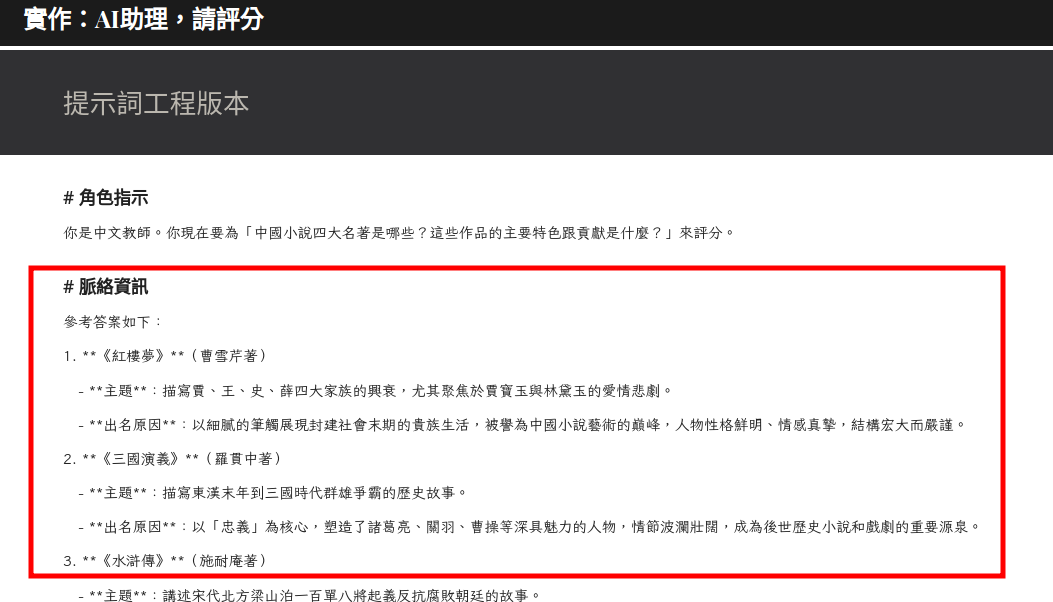 實作：AI助理，請評分
提示詞工程版本
# 角色指示
你是中文教師。你現在要為「中國小說四大名著是哪些？這些作品的主要特色跟貢獻是什麼？」來評分。
# 脈絡資訊
參考答案如下：
1. **《紅樓夢》**（曹雪芹著）
- **主題**：描寫賈、王、史、薛四大家族的興衰，尤其聚焦於賈寶玉與林黛玉的愛情悲劇。
- **出名原因**：以細膩的筆觸展現封建社會末期的貴族生活，被譽為中國小說藝術的巔峰，人物性格鮮明、情感真摯，結構宏大而嚴謹。
2. **《三國演義》**（羅貫中著）
- **主題**：描寫東漢末年到三國時代群雄爭霸的歷史故事。
- **出名原因**：以「忠義」為核心，塑造了諸葛亮、關羽、曹操等深具魅力的人物，情節波瀾壯闊，成為後世歷史小說和戲劇的重要源泉。
3. **《水滸傳》**（施耐庵著）
- **主題**：講述宋代北方梁山泊一百單八將起義反抗腐敗朝廷的故事。